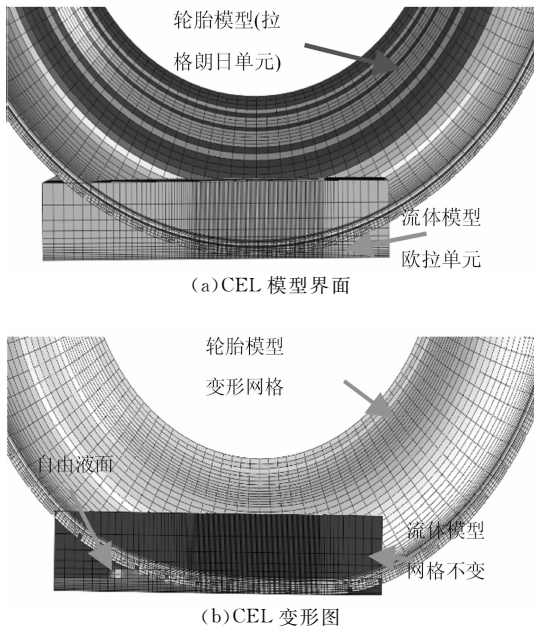 轮胎模型(拉
格朗日单元)
流体模型
欧拉单元
(a)CEL 模型界面
轮胎模型
变形网格
自由液面
流体模型
网格不变
(b)CEL 变形图